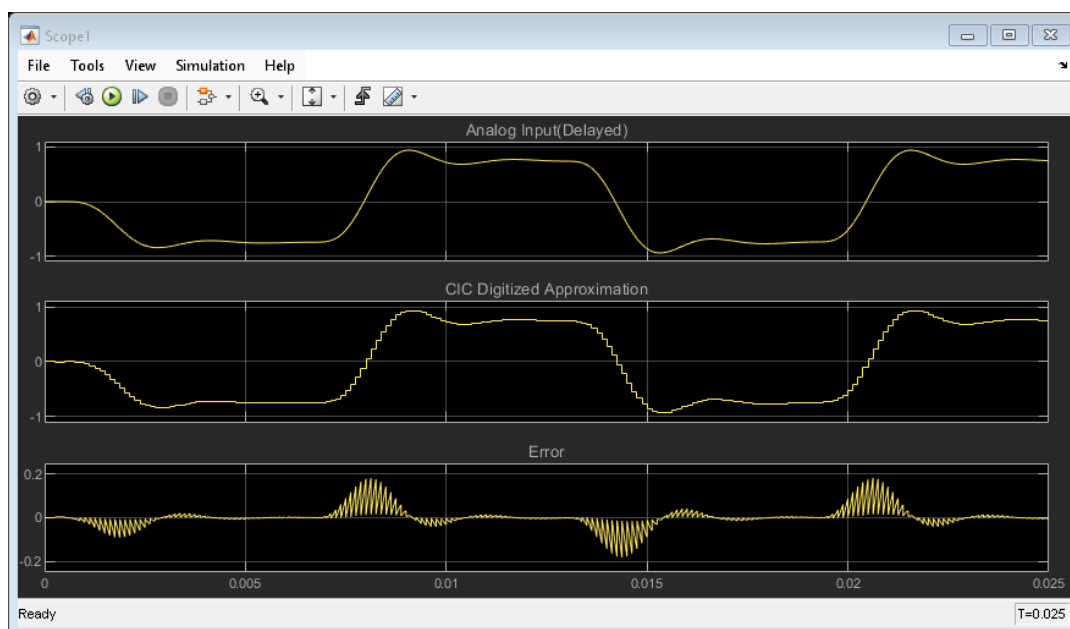 Scope1
File Tools View Simulation Help
Analog Input(Delayed)
1
0
-1
CIC Digitized Approximation
1
0
-1
Error
0.2
0
-0.2
0 0.005 0.01 0.015 0.02 0.025
Ready T=0.025